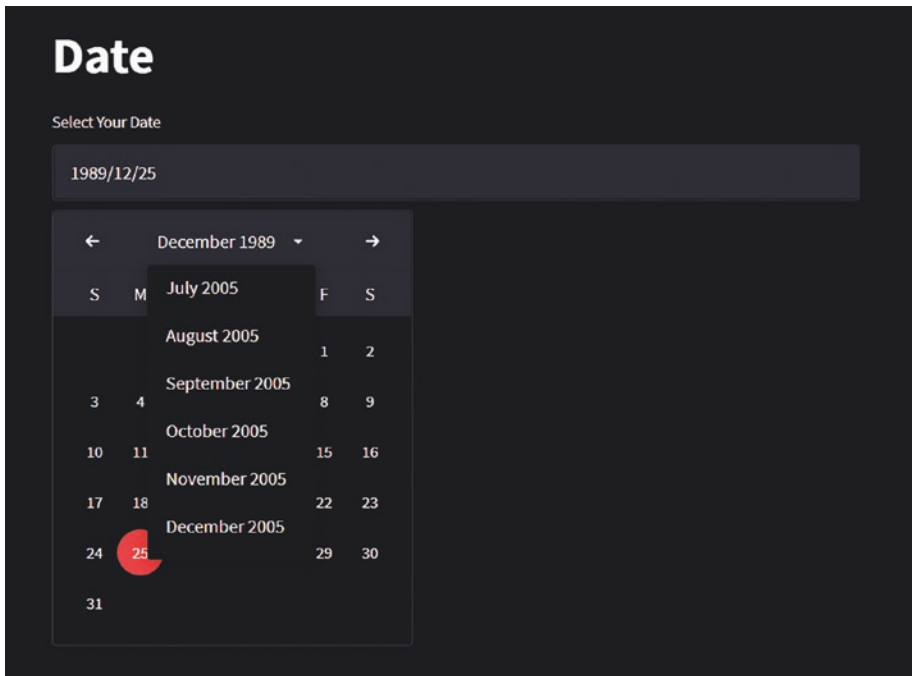 Date
Select Your Date
1989/12/25
December 1989
S M F S
July 2005
August 2005
September 2005
October 2005
November 2005
December 2005
1 2
3 4 8 9
10 11 15 16
17 18 22 23
24 25 29 30
31